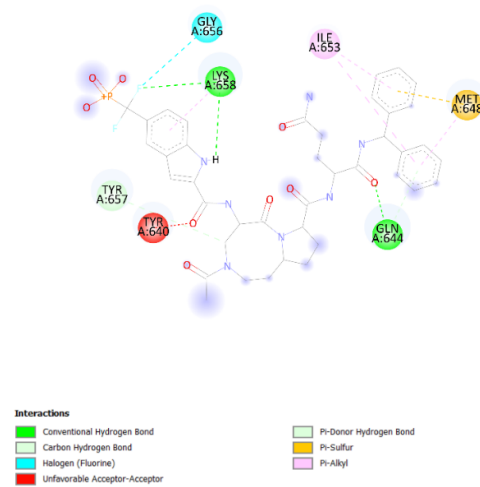 GLY
A:656
ILE
A:653
LYS
A:658
MET
A:648
O
+P
O
O
F
F
N
O
N
H
N
TYR
A:657
O
N
O
N
O
TYR
A:640
O
N
O
N
GLN
A:644
O
N
Interactions
Conventional Hydrogen Bond
Carbon Hydrogen Bond
Halogen (Fluorine)
Unfavorable Acceptor-Acceptor
Pi-Donor Hydrogen Bond
Pi-Sulfur
Pi-Alkyl